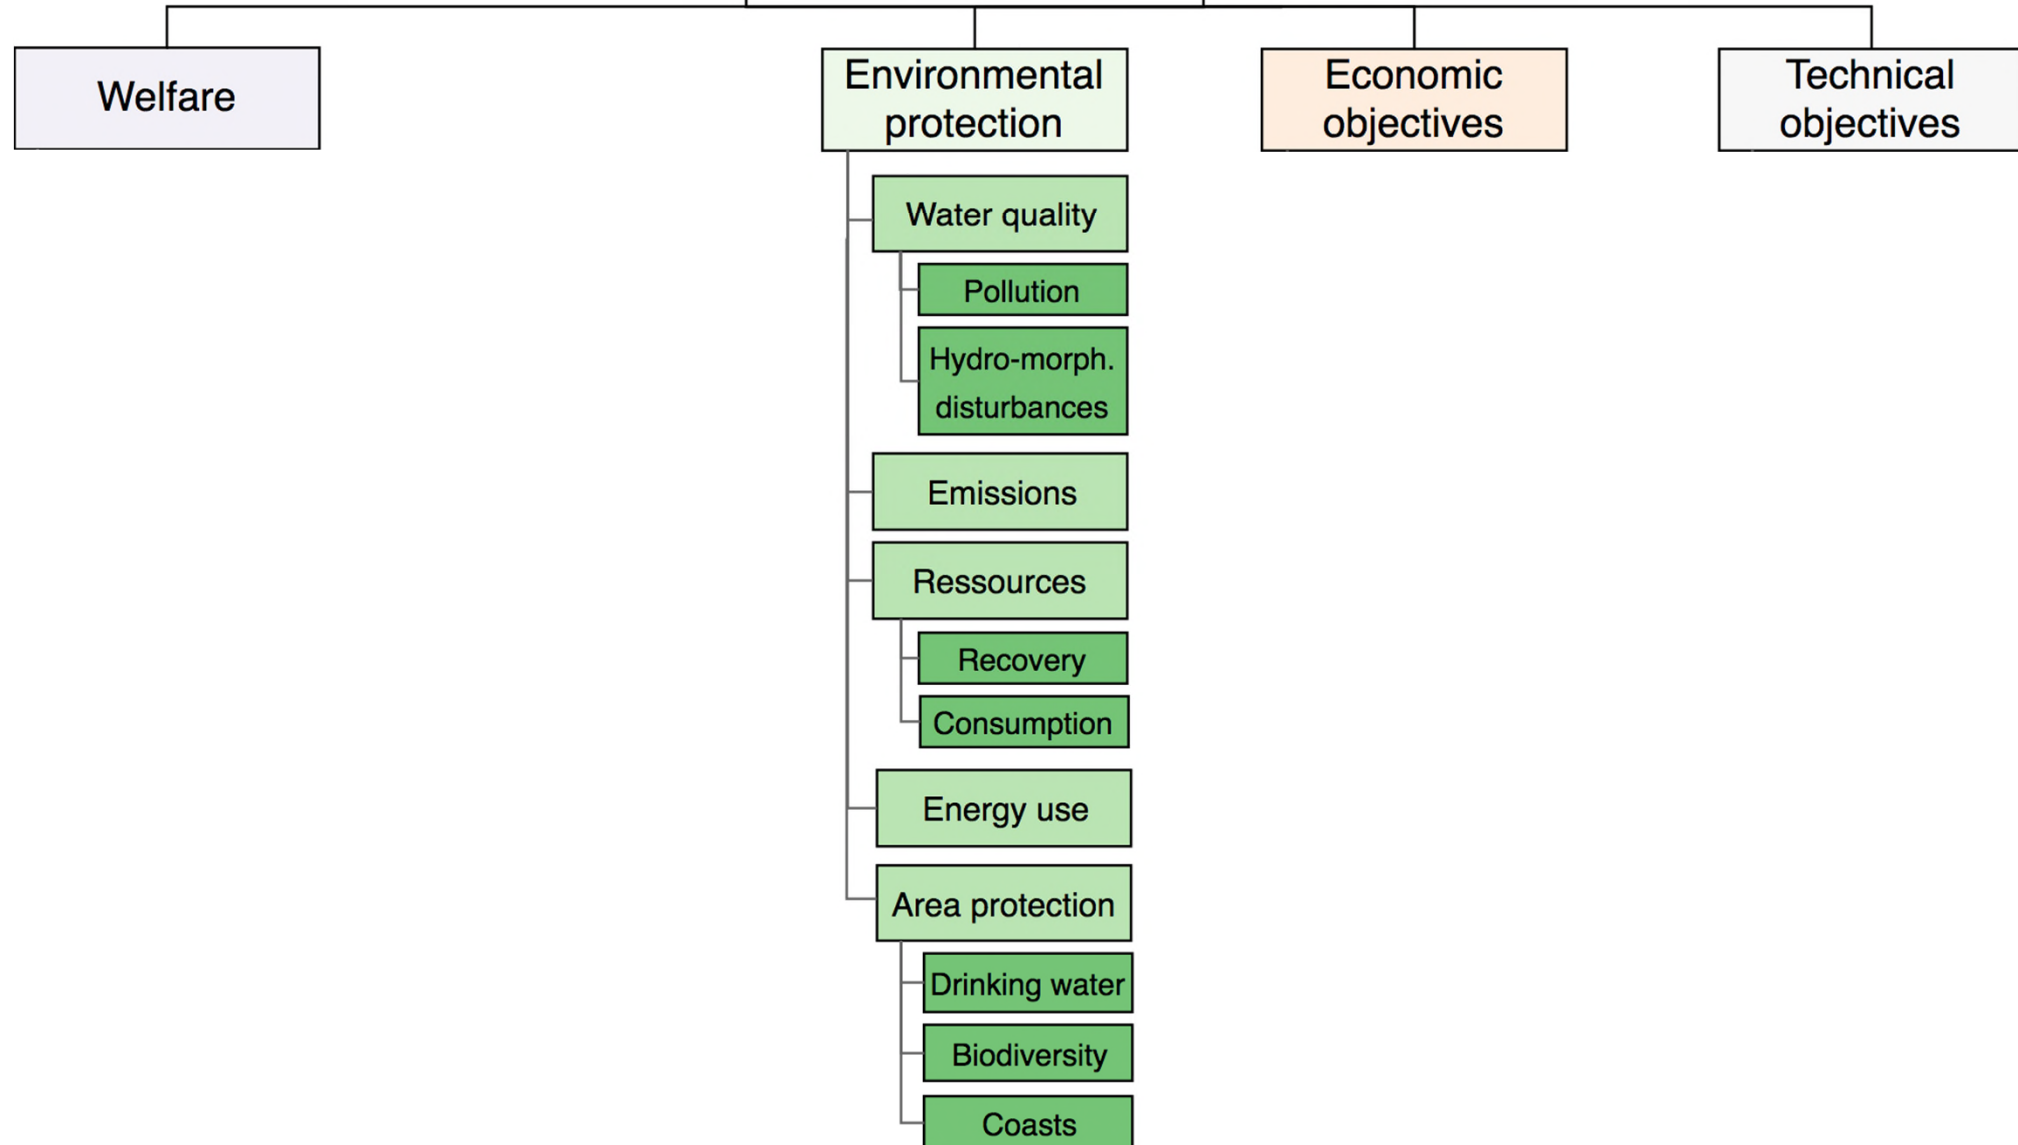 Welfare
Environmental
protection
Economic
objectives
Technical
objectives
Water quality
Pollution
Hydro-morph.
disturbances
Emissions
Ressources
Recovery
Consumption
Energy use
Area protection
Drinking water
Biodiversity
Coasts